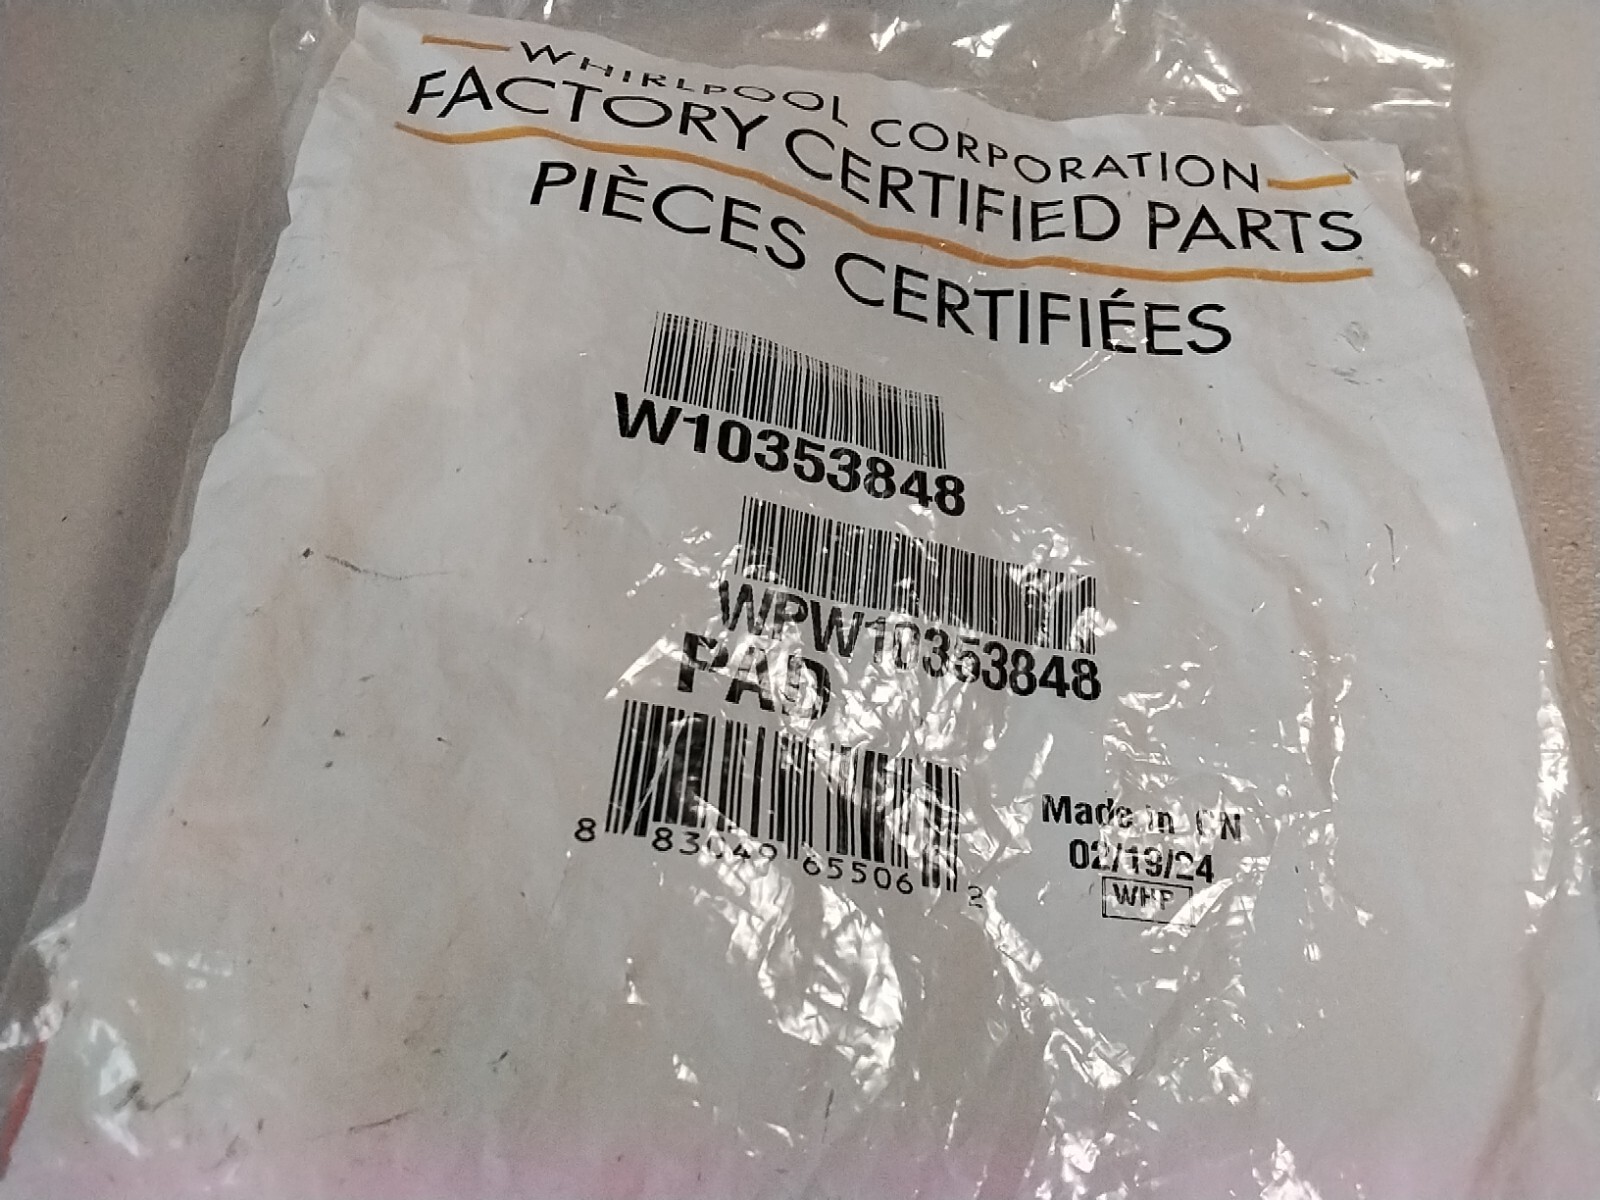 WHIRLPOOL CORPORATION
FACTORY CERTIFIED PARTS
PIÈCES CERTIFIÉES
W10353848
WPW10353848
PAD
8 83049 65506 2
Made in CN
02/19/24
WHP